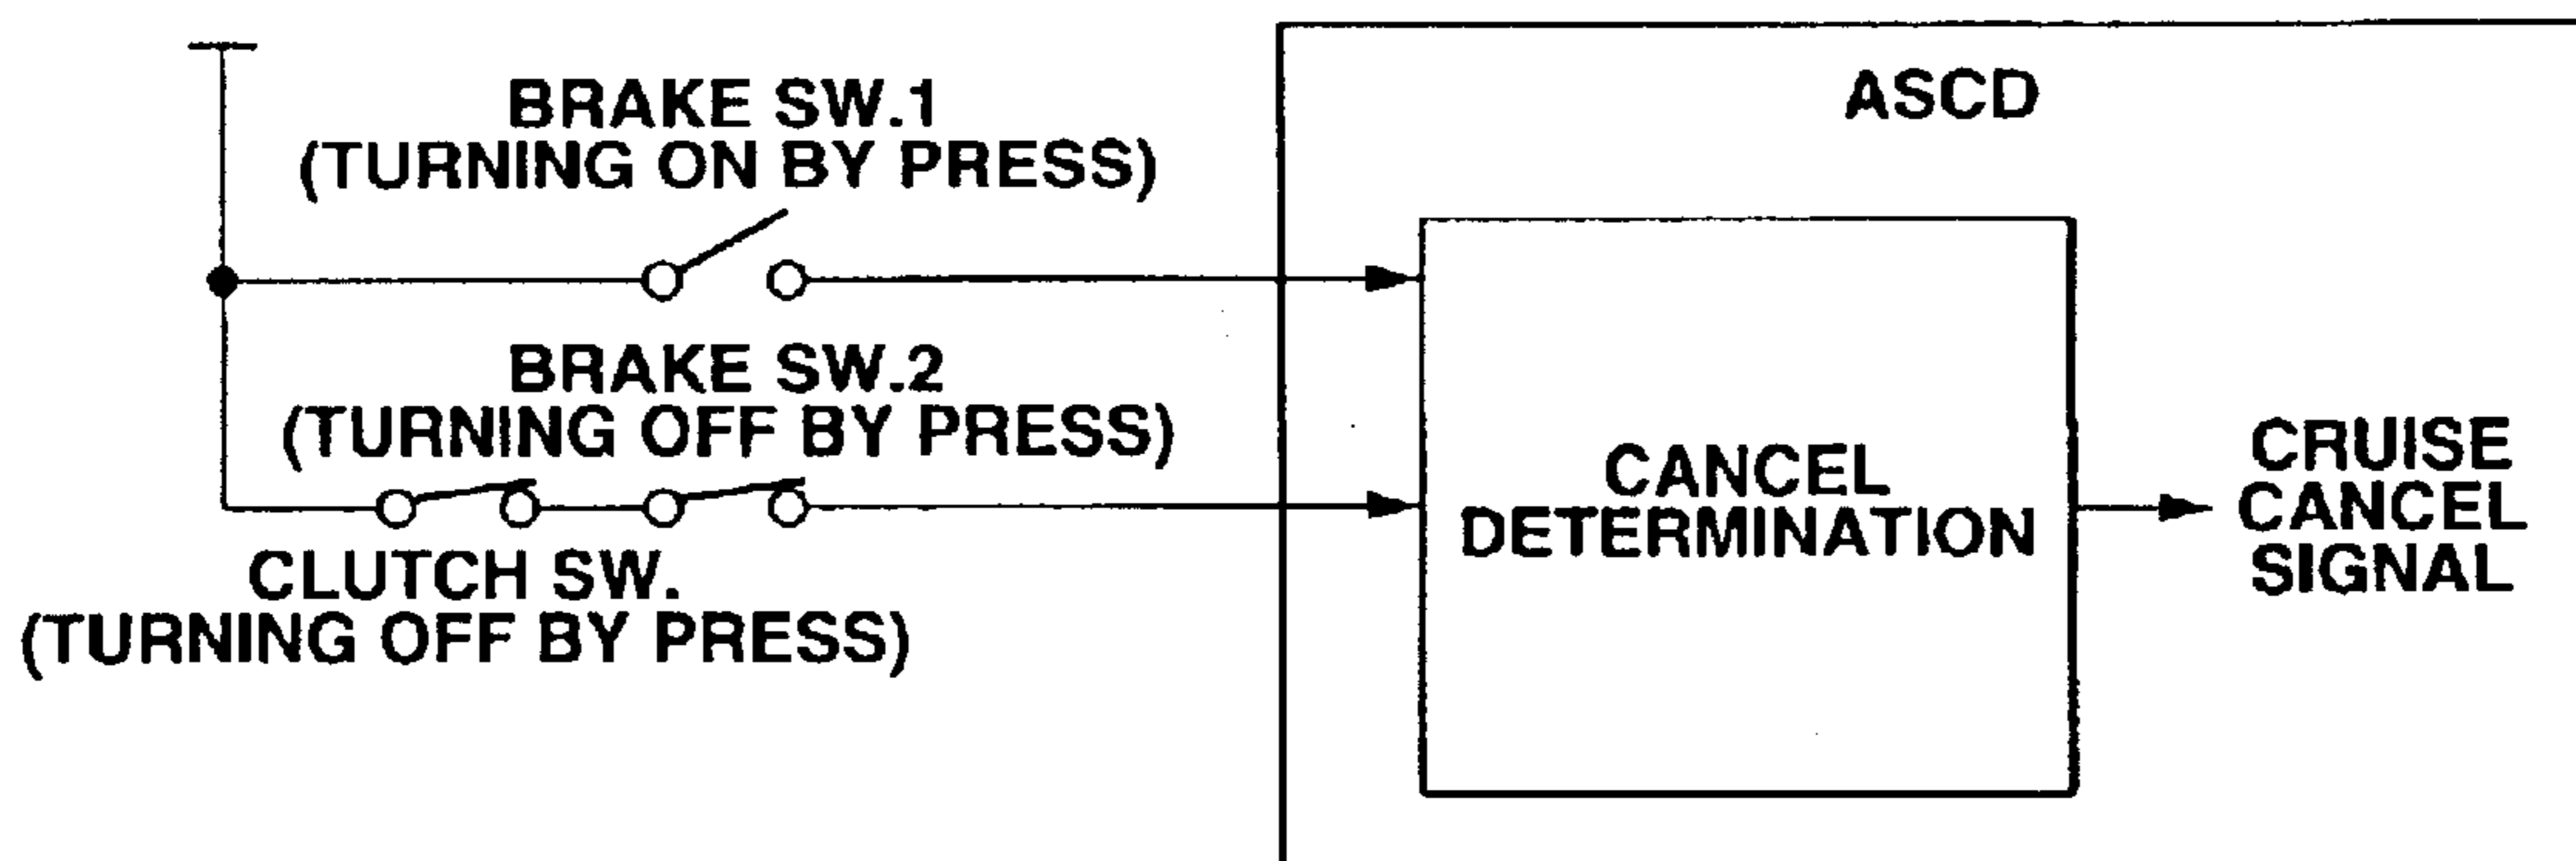 BRAKE SW.1
(TURNING ON BY PRESS)
ASCD
BRAKE SW.2
(TURNING OFF BY PRESS)
CLUTCH SW.
(TURNING OFF BY PRESS)
CANCEL
DETERMINATION
CRUISE
CANCEL
SIGNAL